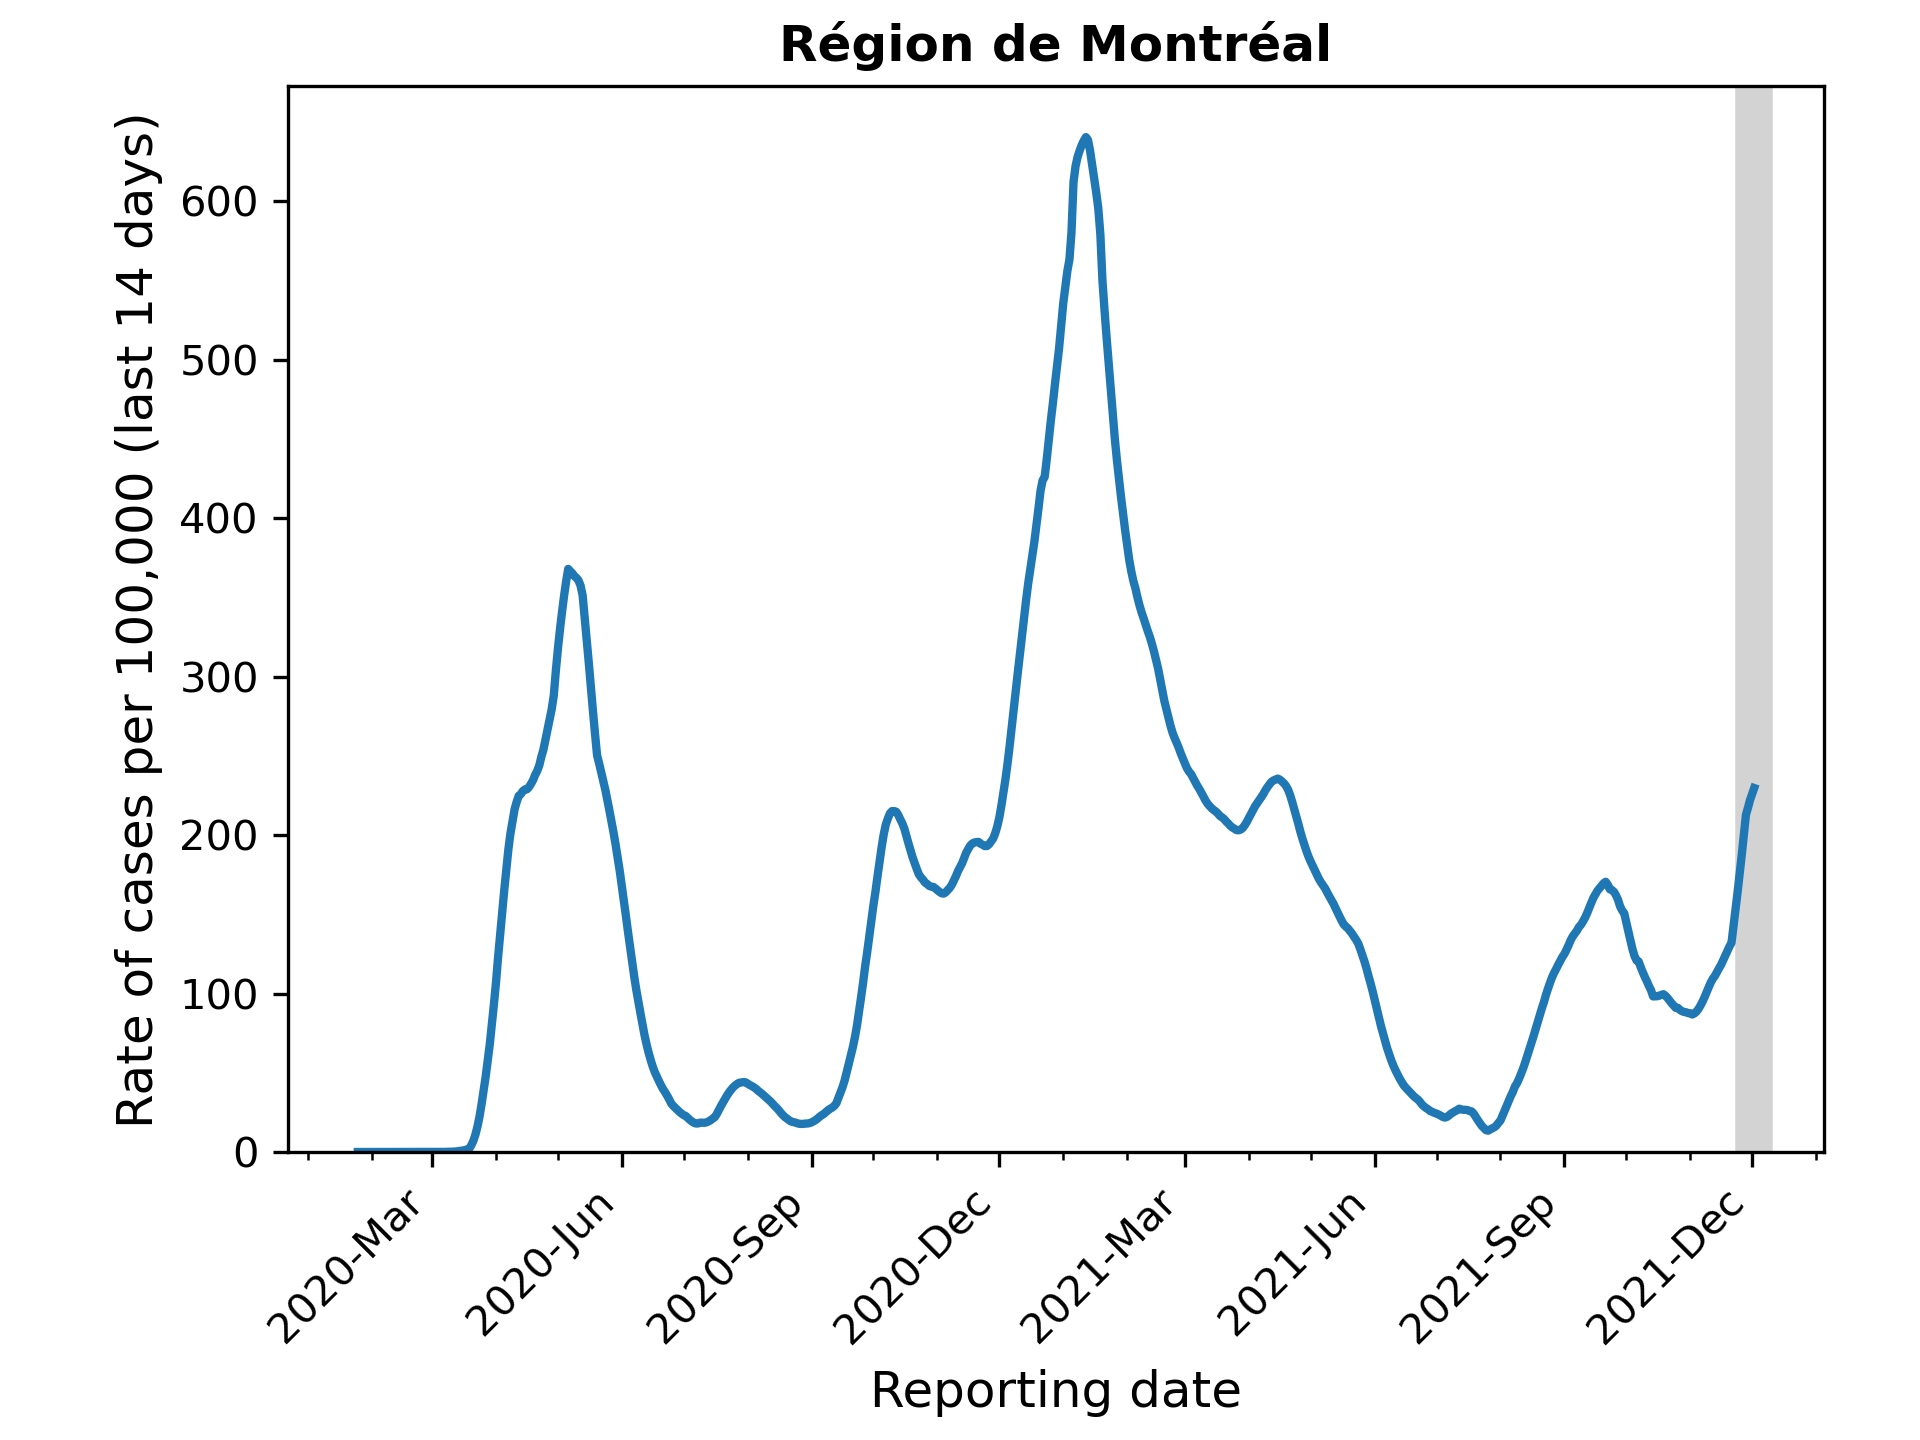 Région de Montréal
Rate of cases per 100,000 (last 14 days)
600
500
400
300
200
100
0
2020-Mar
2020-Jun
2020-Sep
2020-Dec
2021-Mar
2021-Jun
2021-Sep
2021-Dec
Reporting date